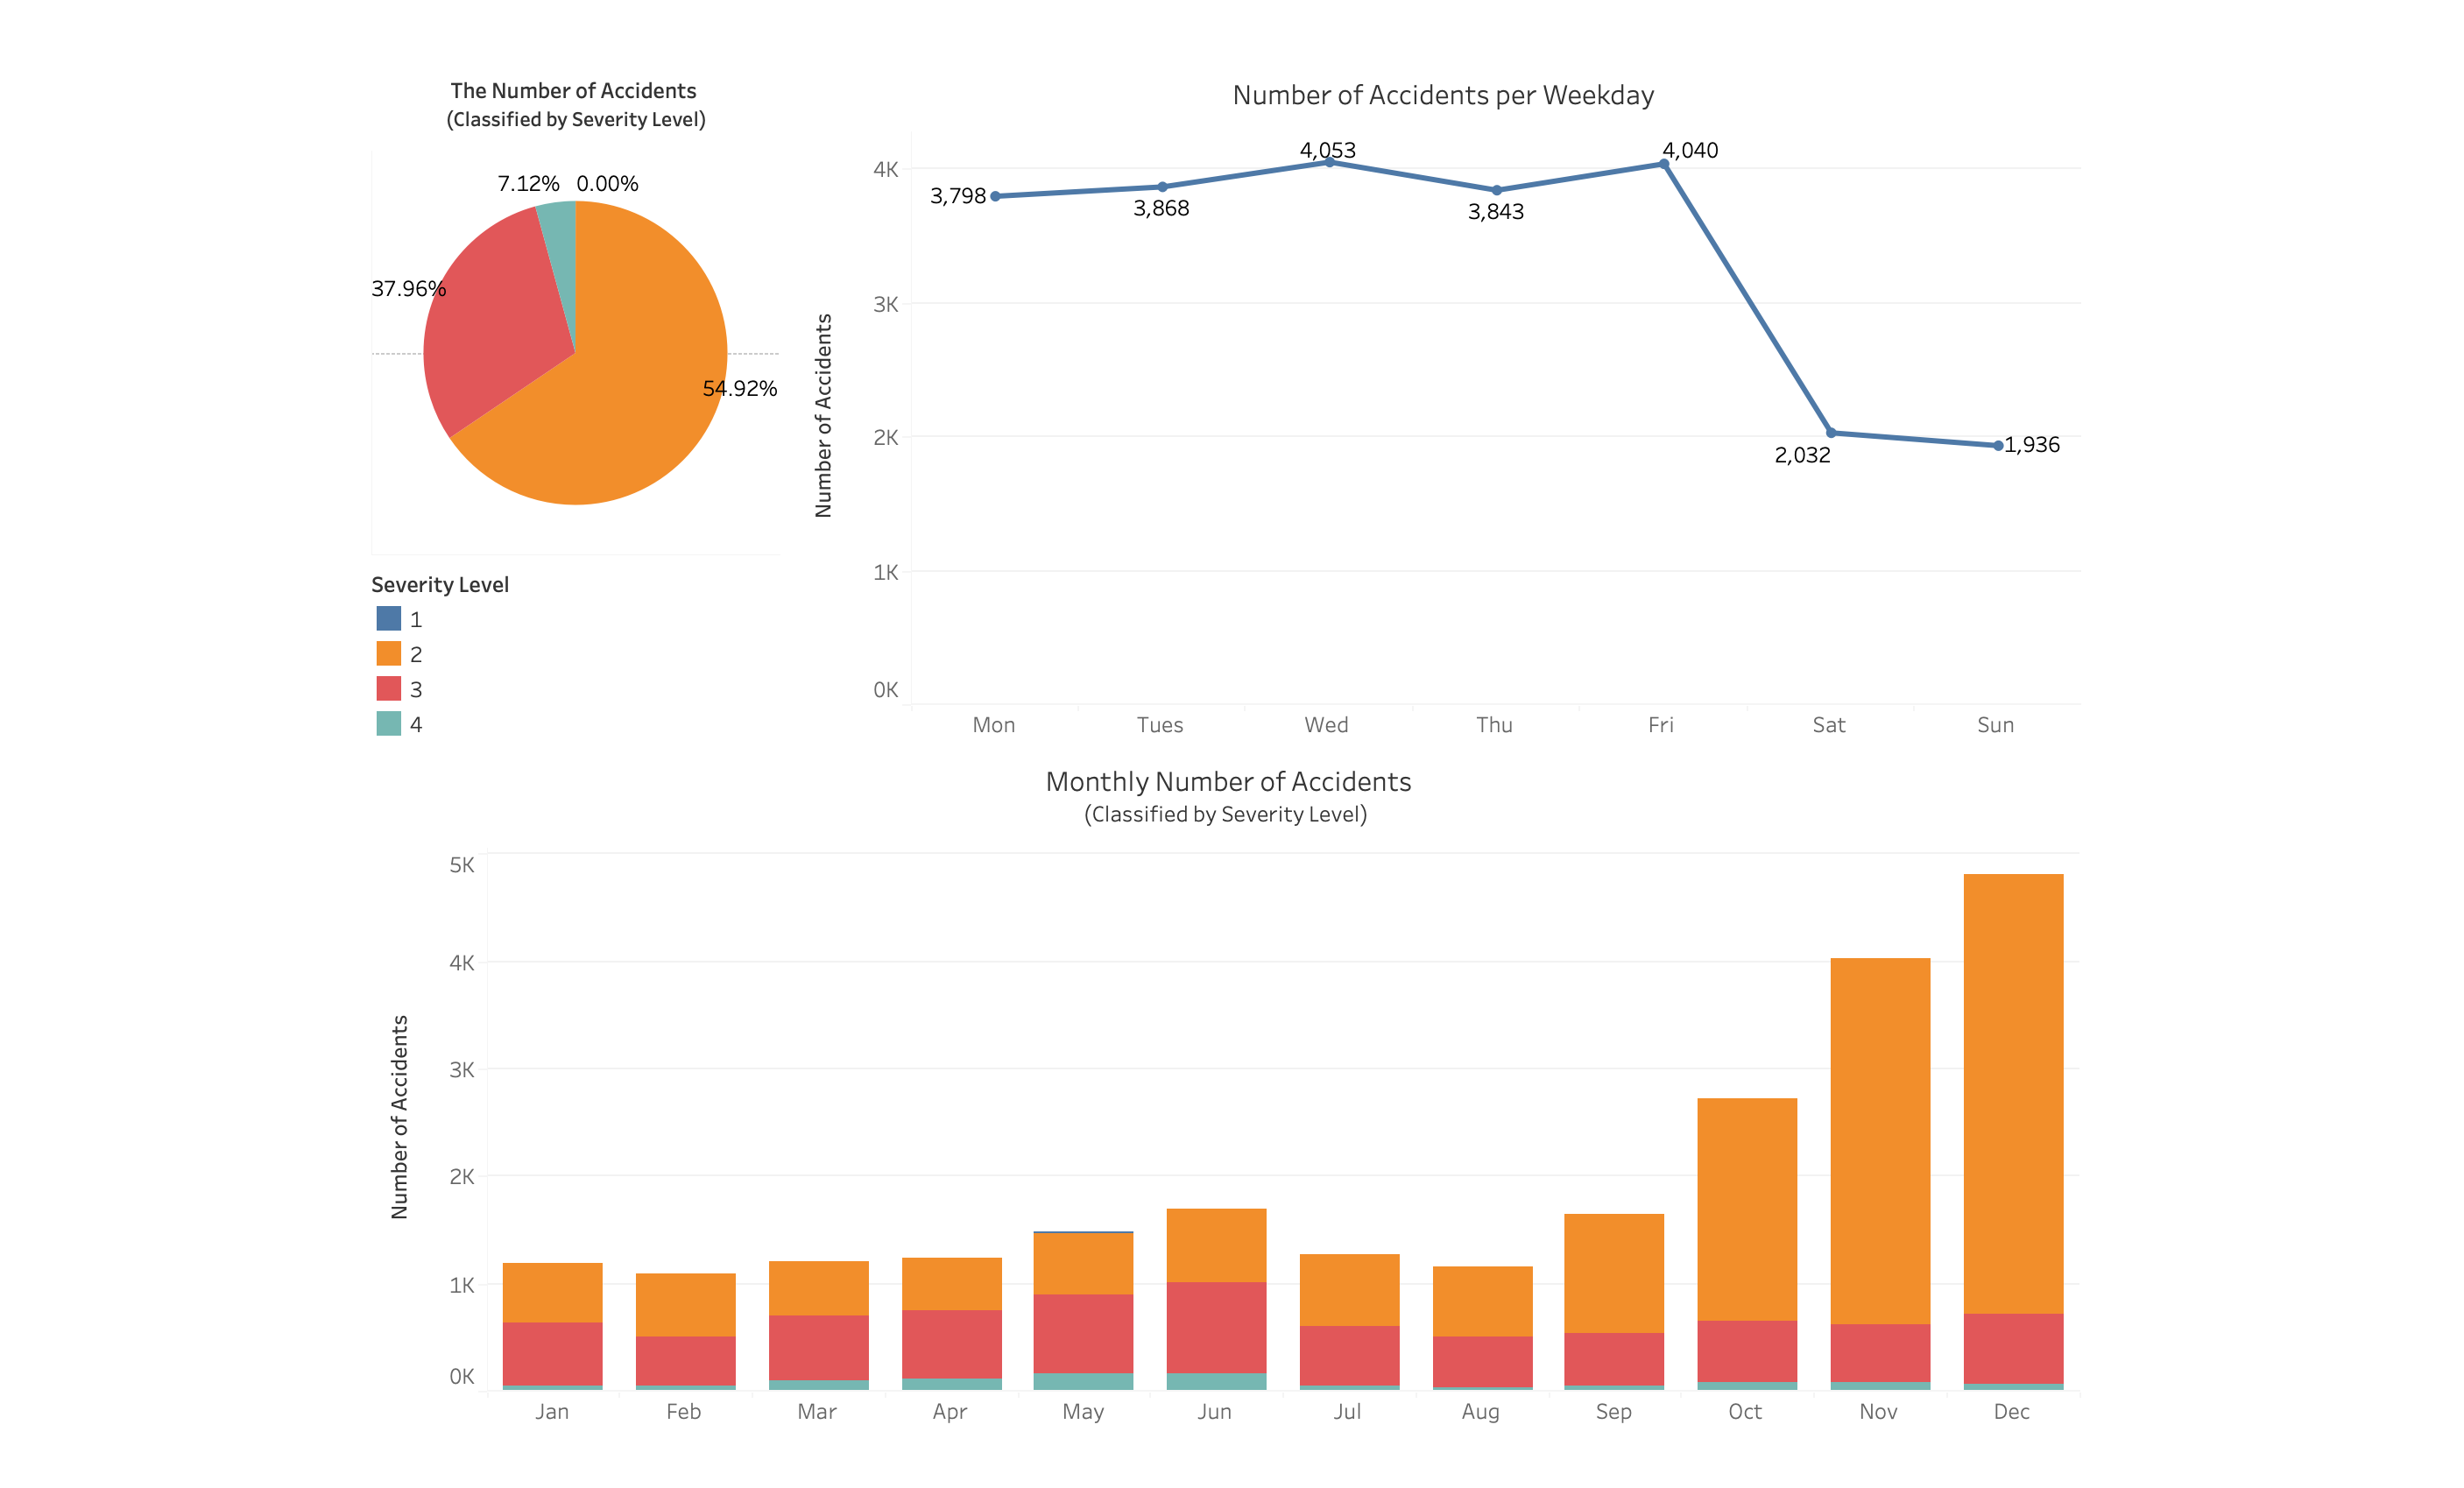 The Number of Accidents
(Classified by Severity Level)
7.12%
0.00%
37.96%
54.92%
Severity Level
1
2
3
4
Number of Accidents per Weekday
Number of Accidents
4K
3K
2K
1K
0K
3,798
3,868
4,053
3,843
4,040
2,032
1,936
Mon Tues Wed Thu Fri Sat Sun
Monthly Number of Accidents
(Classified by Severity Level)
Number of Accidents
5K
4K
3K
2K
1K
0K
Jan Feb Mar Apr May Jun Jul Aug Sep Oct Nov Dec